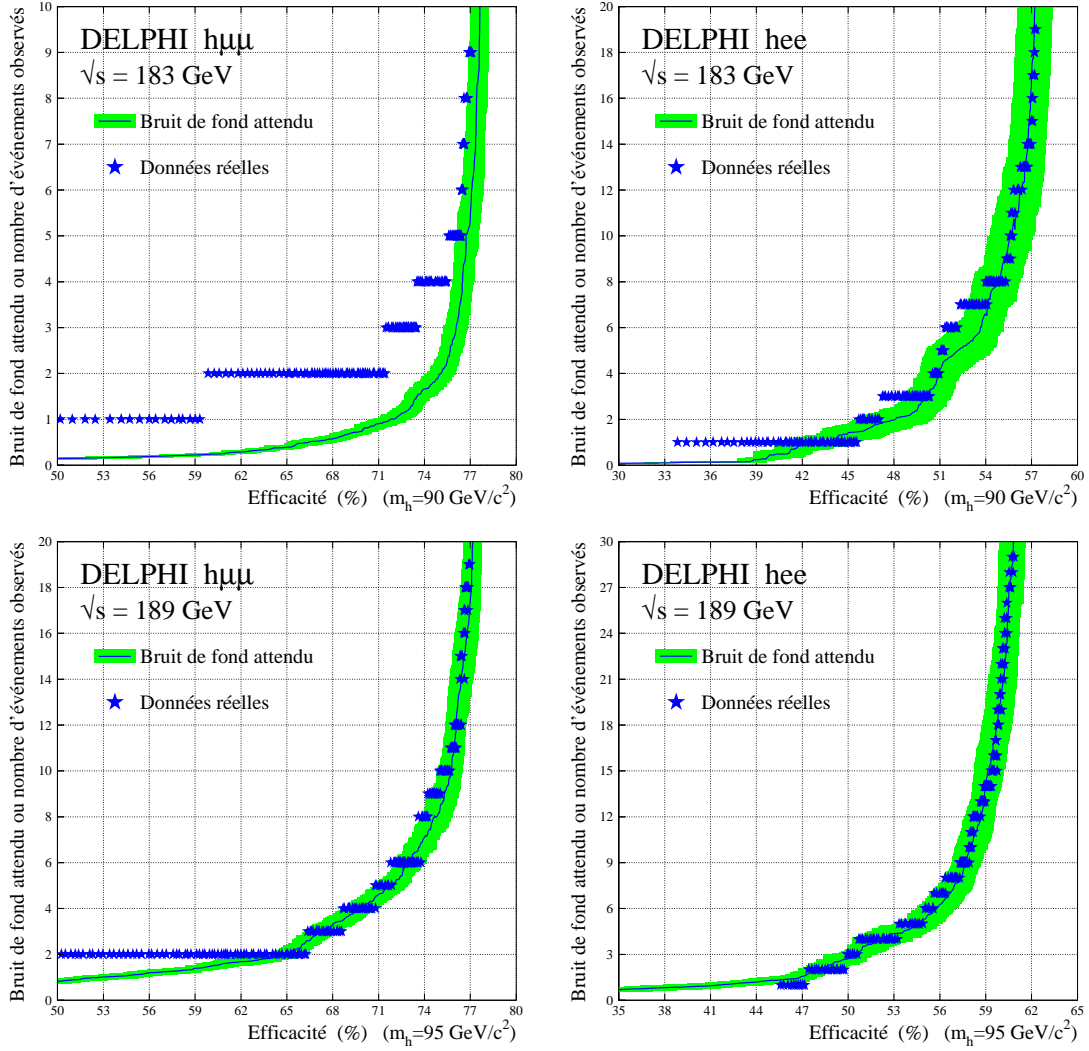 Bruit de fond attendu ou nombre d'événements observés
10
9
8
7
6
5
4
3
2
1
0
DELPHI hμμ
√s = 183 GeV
Bruit de fond attendu
Données réelles
50 53 56 59 62 65 68 71 74 77 80
Efficacité (%) (m_h=90 GeV/c²)
Bruit de fond attendu ou nombre d'événements observés
20
18
16
14
12
10
8
6
4
2
0
DELPHI hee
√s = 183 GeV
Bruit de fond attendu
Données réelles
30 33 36 39 42 45 48 51 54 57 60
Efficacité (%) (m_h=90 GeV/c²)
Bruit de fond attendu ou nombre d'événements observés
20
18
16
14
12
10
8
6
4
2
0
DELPHI hμμ
√s = 189 GeV
Bruit de fond attendu
Données réelles
50 53 56 59 62 65 68 71 74 77 80
Efficacité (%) (m_h=95 GeV/c²)
Bruit de fond attendu ou nombre d'événements observés
30
27
24
21
18
15
12
9
6
3
0
DELPHI hee
√s = 189 GeV
Bruit de fond attendu
Données réelles
35 38 41 44 47 50 53 56 59 62 65
Efficacité (%) (m_h=95 GeV/c²)